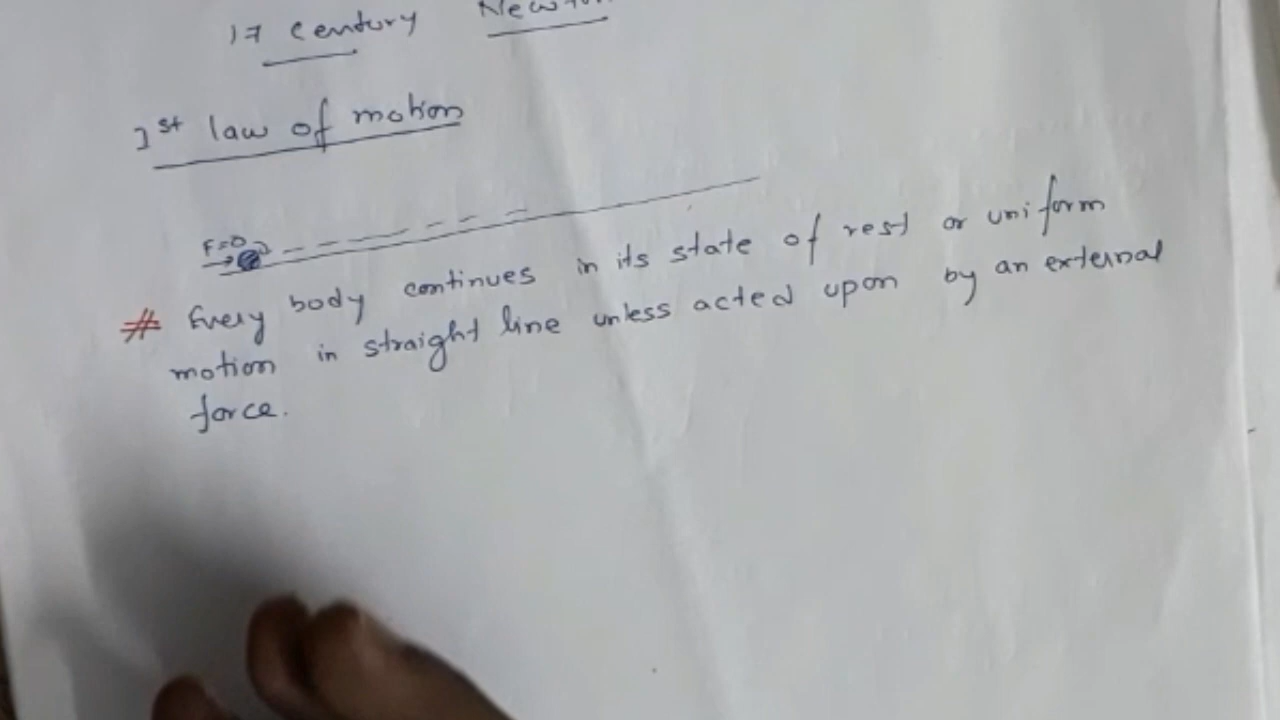 17 century Newton
1st law of motion
F=0
# Every body continues in its state of rest or uniform
motion in straight line unless acted upon by an external
force.